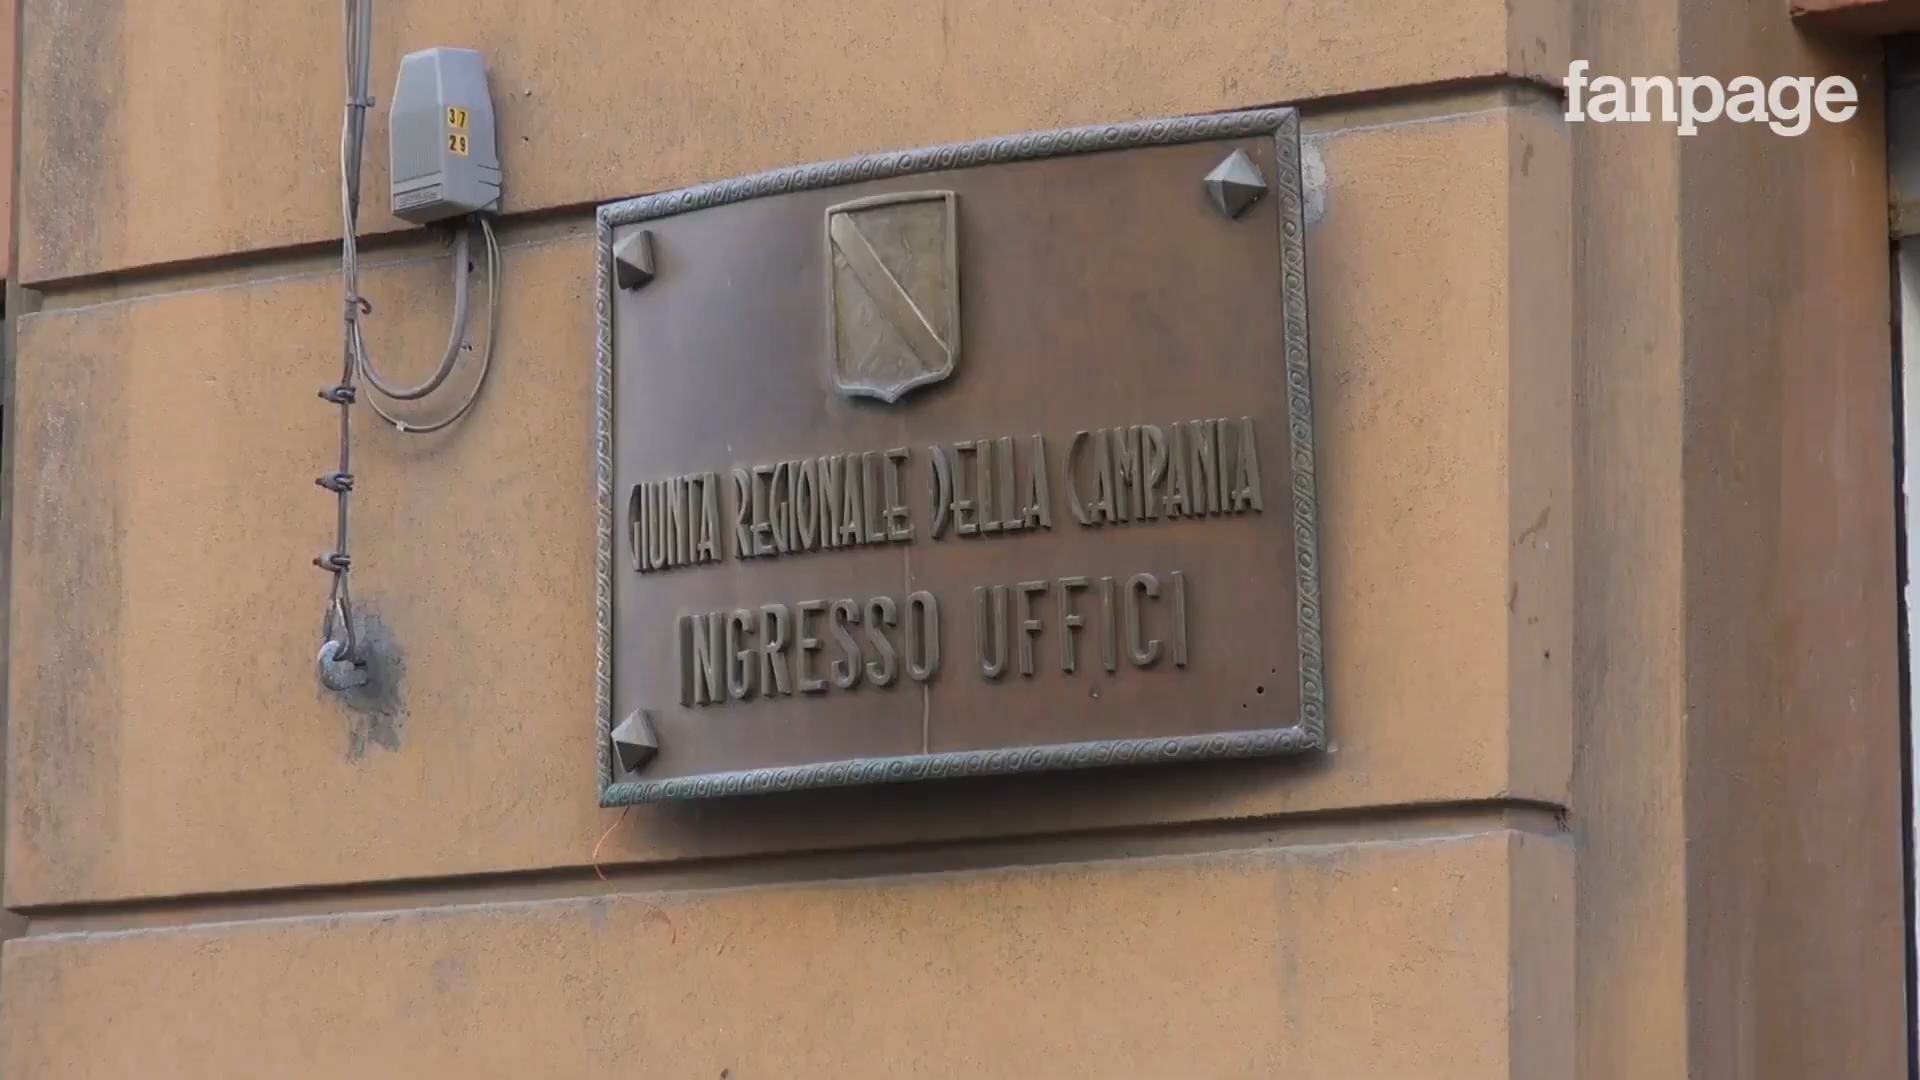 fanpage
37
29
GIUNTA REGIONALE DELLA CAMPANIA
INGRESSO UFFICI